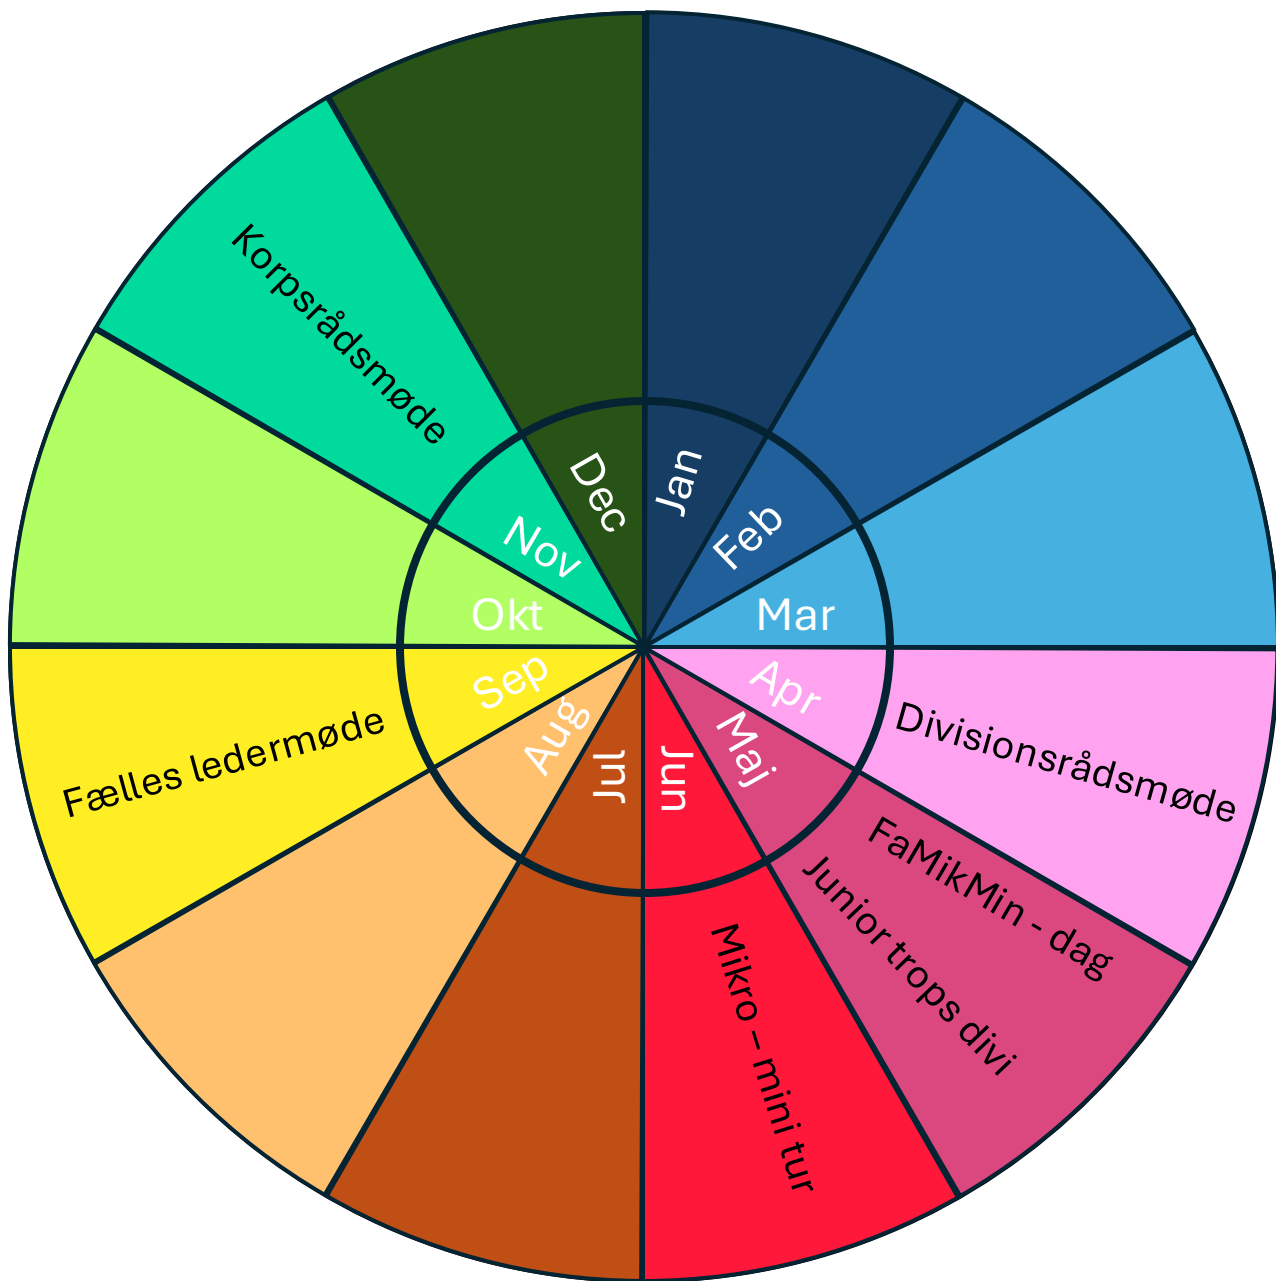 Jan
Feb
Mar
Apr
Divisionsrådsmøde
Maj
FaMikMin - dag
Junior trops divi
Jun
Mikro – mini tur
Jul
Aug
Sep
Fælles ledermøde
Okt
Nov
Korpsrådsmøde
Dec